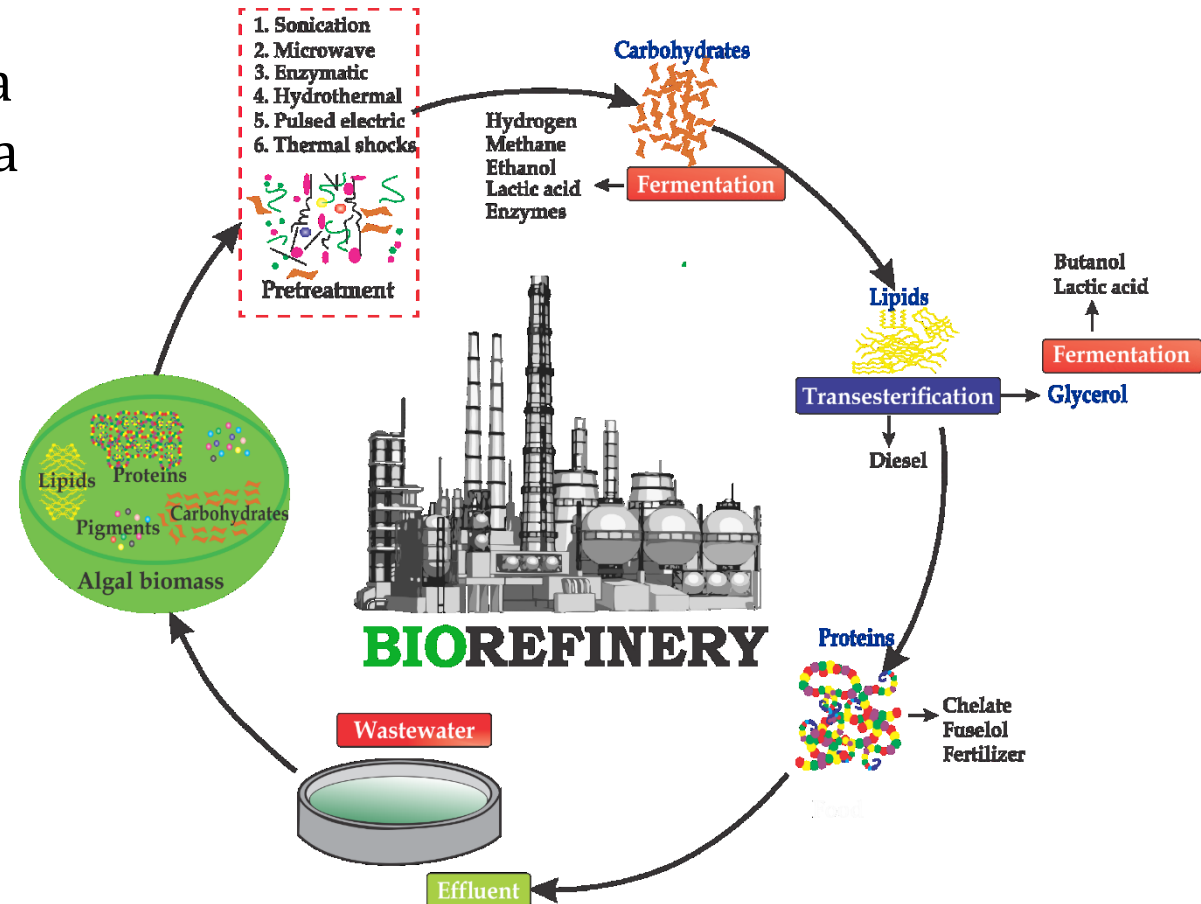 a
a
1. Sonication
2. Microwave
3. Enzymatic
4. Hydrothermal
5. Pulsed electric
6. Thermal shocks
Pretreatment
Carbohydrates
Hydrogen
Methane
Ethanol
Lactic acid
Enzymes
Fermentation
Lipids
Butanol
Lactic acid
Fermentation
Transesterification
Glycerol
Diesel
Lipids
Proteins
Pigments
Carbohydrates
Algal biomass
BIOREFINERY
Proteins
Chelate
Fuselol
Fertilizer
Food
Wastewater
Effluent